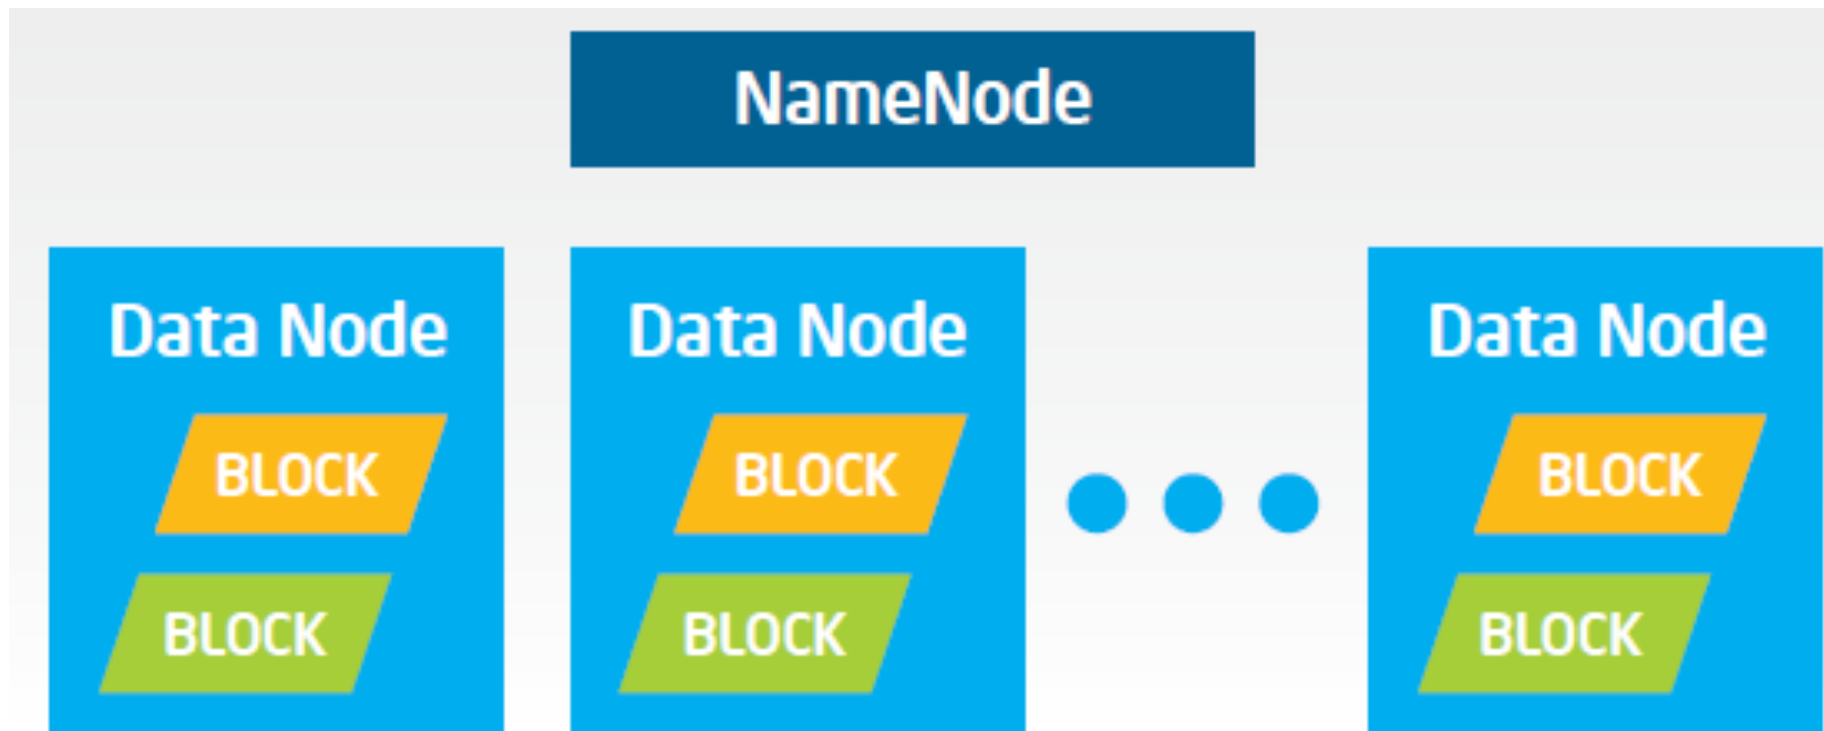 NameNode
Data Node
BLOCK
BLOCK
Data Node
BLOCK
BLOCK
Data Node
BLOCK
BLOCK